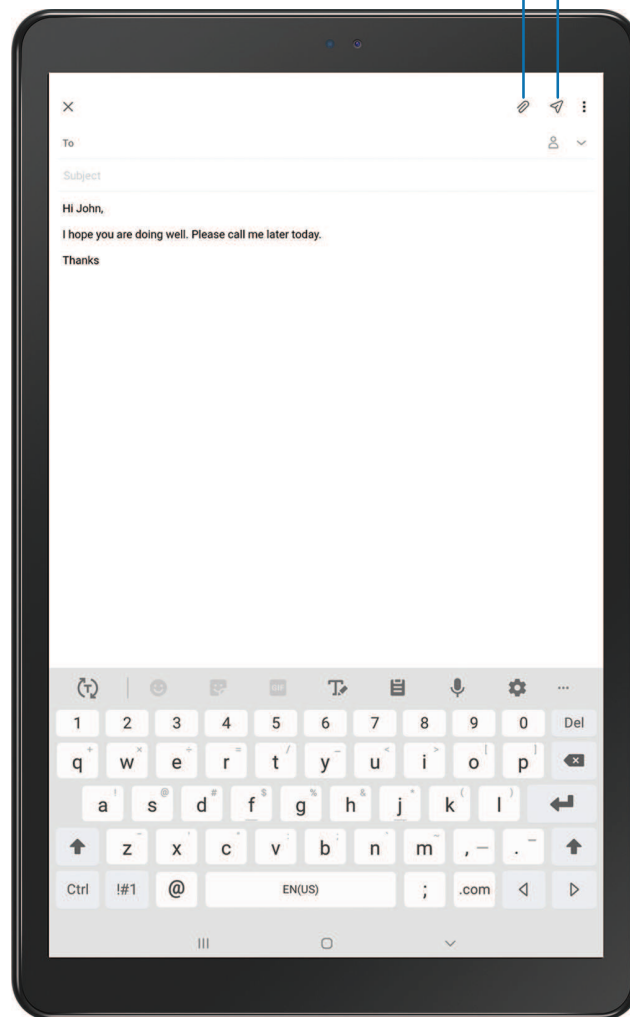 To
Subject
Hi John,
I hope you are doing well. Please call me later today.
Thanks
1 2 3 4 5 6 7 8 9 0 Del
q + w × e ÷ r = t / y _ u < i > o [ p ]
a ! s @ d # f $ g % h & j * k ( l )
z x c v b n m , .
Ctrl !#1 @ EN(US) ; .com